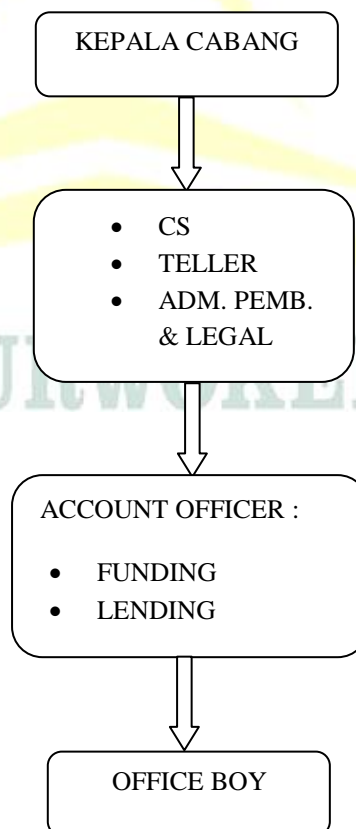 KEPALA CABANG
• CS
• TELLER
• ADM. PEMB.
& LEGAL
ACCOUNT OFFICER :
• FUNDING
• LENDING
OFFICE BOY